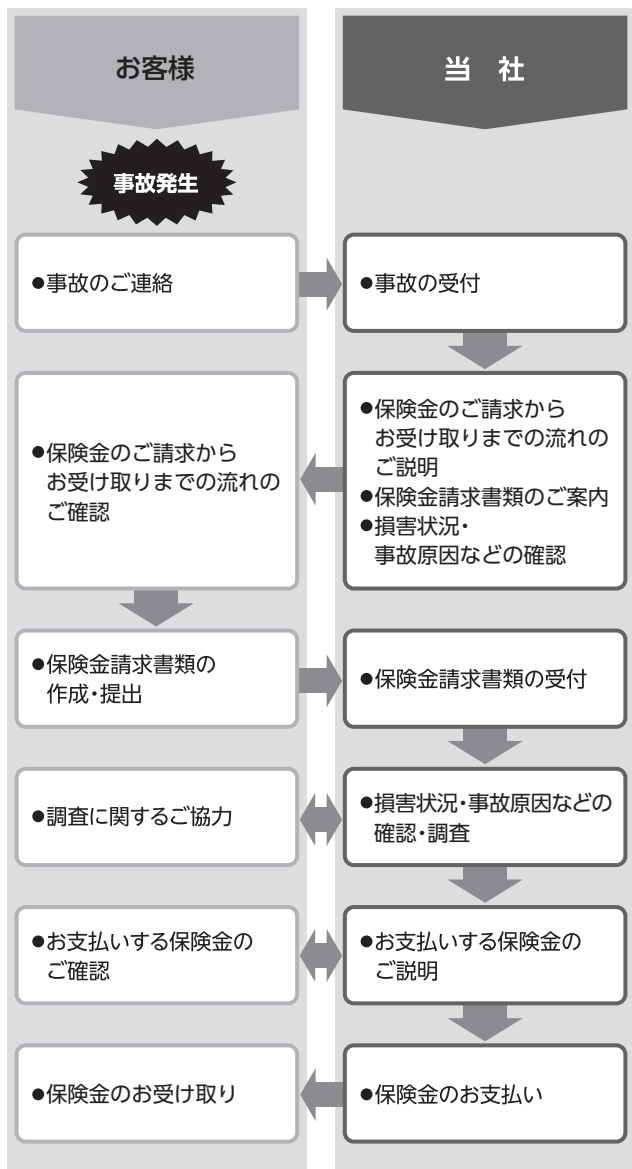 お客様
当　社
事故発生
●事故のご連絡
●事故の受付
●保険金のご請求から
お受け取りまでの流れの
ご確認
●保険金のご請求から
お受け取りまでの流れの
ご説明
●保険金請求書類のご案内
●損害状況・
事故原因などの確認
●保険金請求書類の
作成・提出
●保険金請求書類の受付
●調査に関するご協力
●損害状況・事故原因などの
確認・調査
●お支払いする保険金の
ご確認
●お支払いする保険金の
ご説明
●保険金のお受け取り
●保険金のお支払い